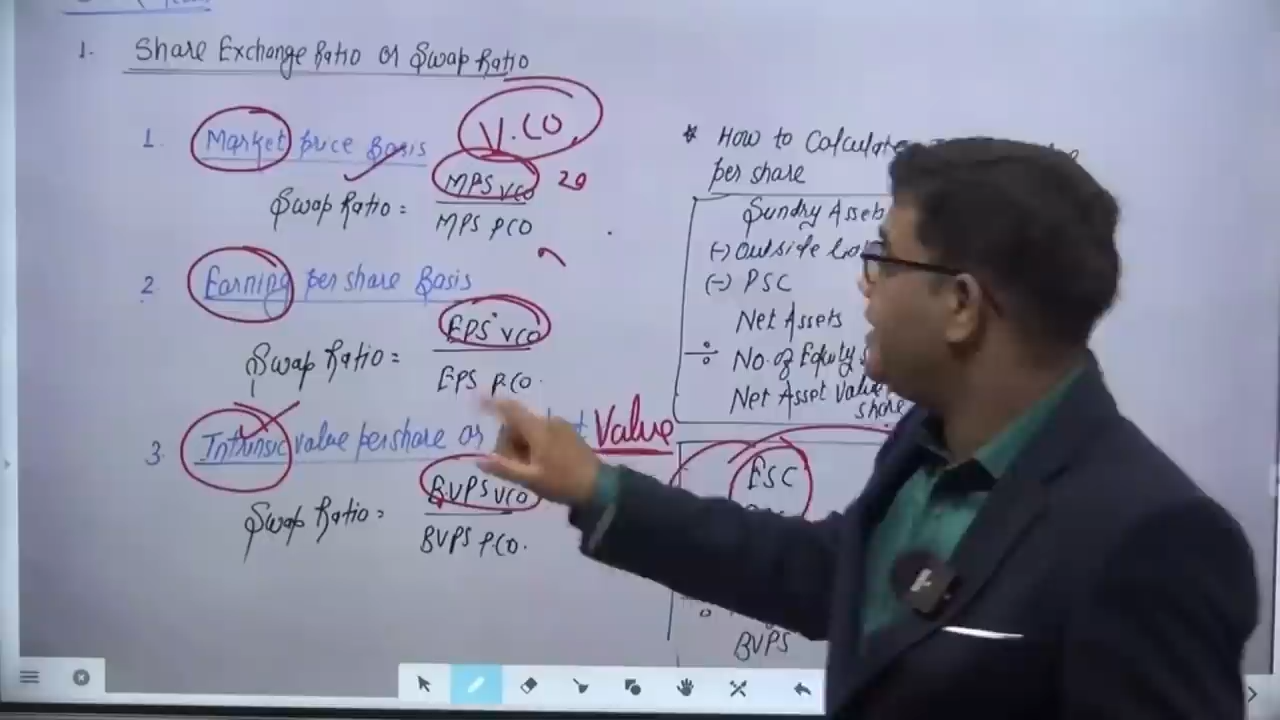 1. Share Exchange Ratio or Swap Ratio
1. Market price Basis
V.CO
Swap Ratio = MPS VCO
MPS PCO
20
2 Earning per share Basis
Swap Ratio = EPS VCO
EPS PCO.
3. Intrinsic value per share or
Value
Swap Ratio = BVPS VCO
BVPS PCO.
* How to Calculate
per share
Sundry Assets
(-) Outside
(-) PSC
Net Assets
÷ No. of Equity
Net Asset Value
share
ESC
÷
BVPS